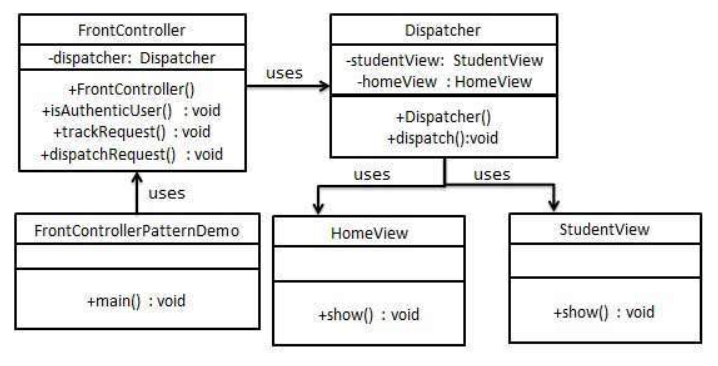 FrontController
-dispatcher: Dispatcher
+FrontController()
+isAuthenticUser() : void
+trackRequest() : void
+dispatchRequest() : void
uses
Dispatcher
-studentView: StudentView
-homeView : HomeView
+Dispatcher()
+dispatch():void
uses
uses
uses
FrontControllerPatternDemo
+main() : void
HomeView
+show() : void
StudentView
+show() : void